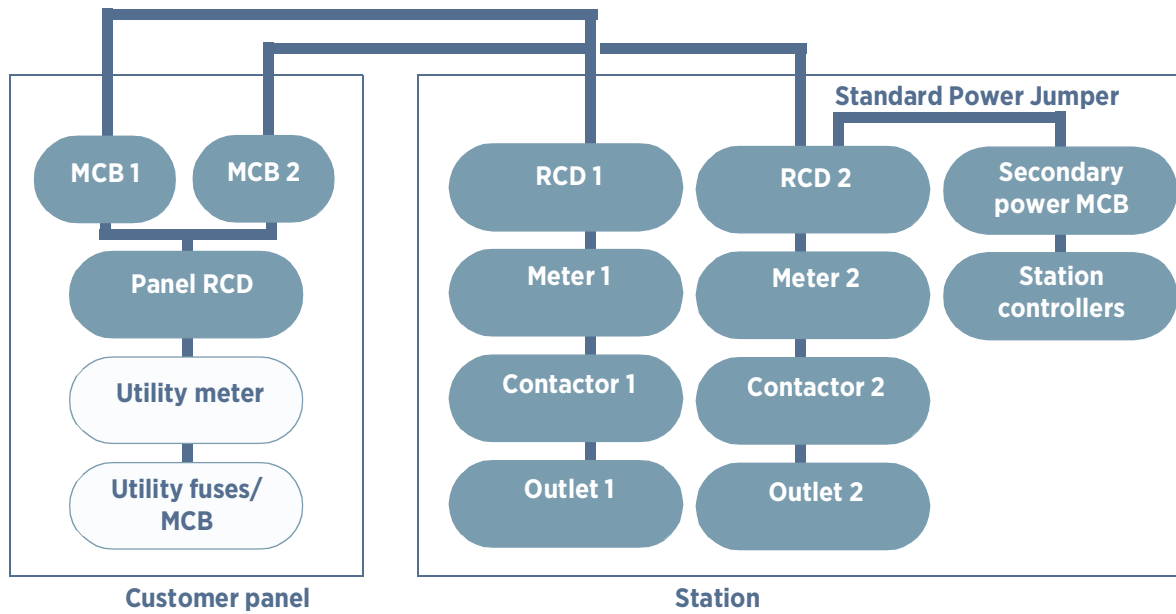 Standard Power Jumper
MCB 1
MCB 2
RCD 1
RCD 2
Secondary
power MCB
Panel RCD
Meter 1
Meter 2
Station
controllers
Utility meter
Contactor 1
Contactor 2
Utility fuses/
MCB
Outlet 1
Outlet 2
Customer panel
Station